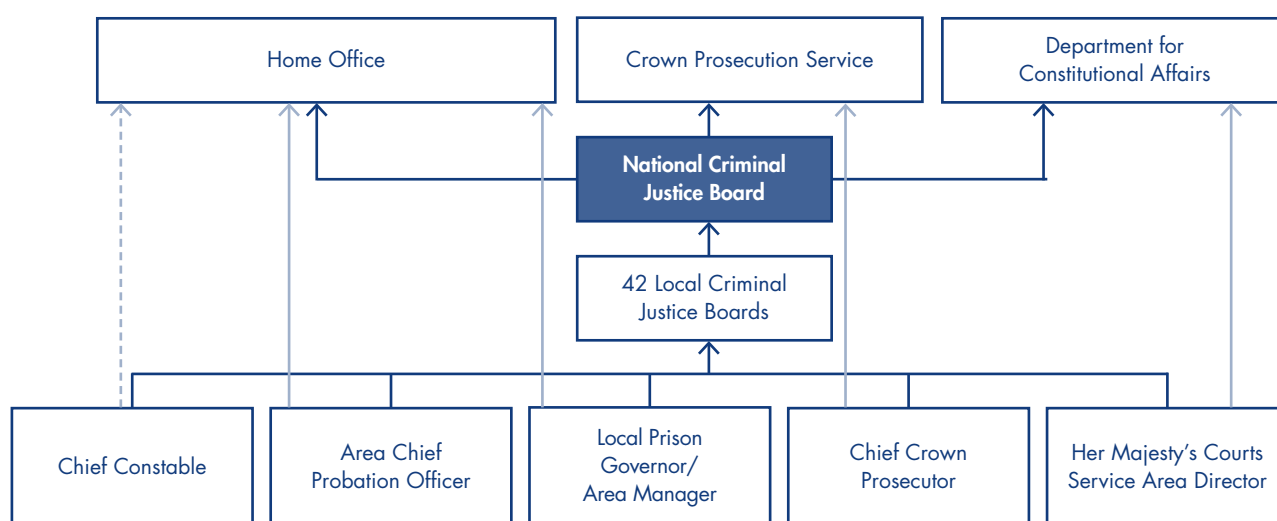 Home Office
Crown Prosecution Service
Department for
Constitutional Affairs
National Criminal
Justice Board
42 Local Criminal
Justice Boards
Chief Constable
Area Chief
Probation Officer
Local Prison
Governor/
Area Manager
Chief Crown
Prosecutor
Her Majesty’s Courts
Service Area Director